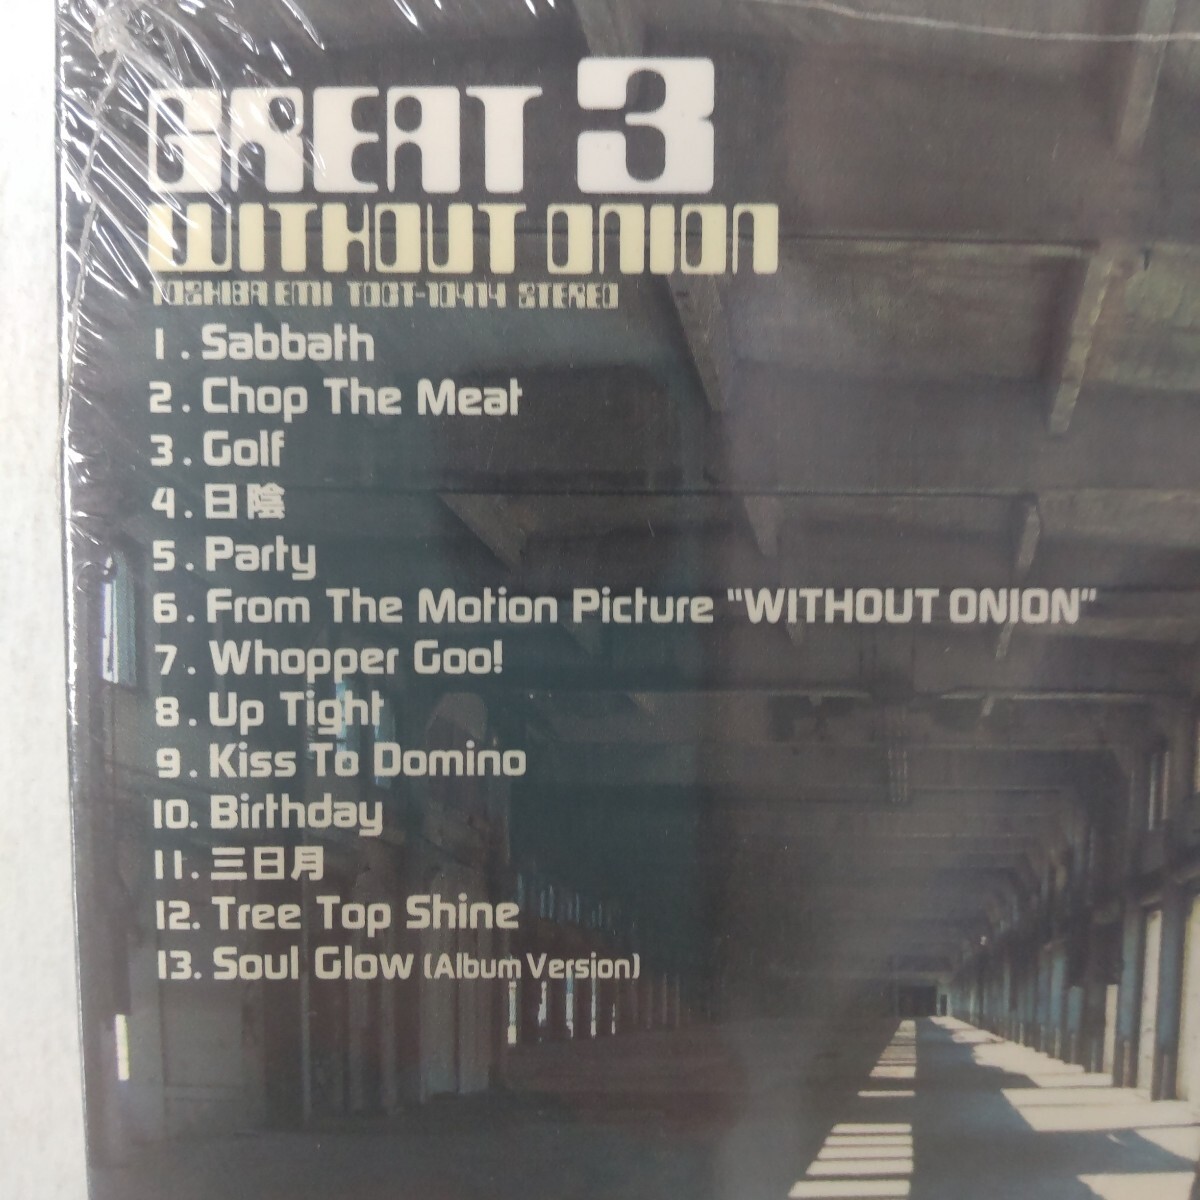 GREAT 3
WITHOUT ONION
TOSHIBA EMI TOCT-10414 STEREO
1. Sabbath
2. Chop The Meat
3. Golf
4. 日陰
5. Party
6. From The Motion Picture "WITHOUT ONION"
7. Whopper Goo!
8. Up Tight
9. Kiss To Domino
10. Birthday
11. 三日月
12. Tree Top Shine
13. Soul Glow (Album Version)